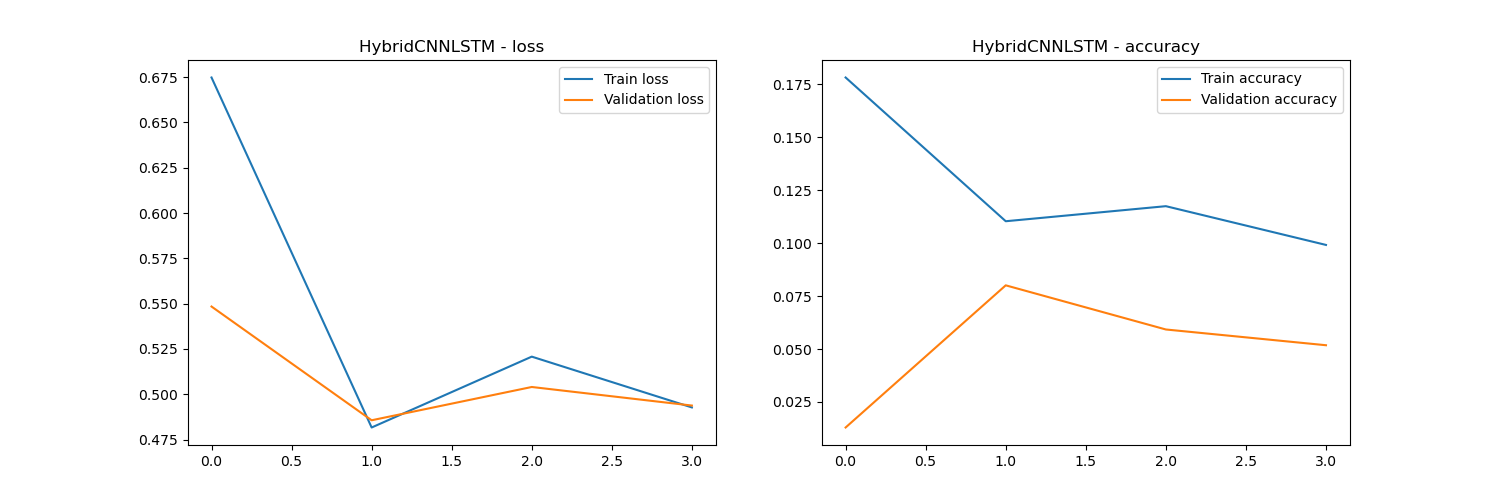 HybridCNNLSTM - loss
Train loss
Validation loss
0.675
0.650
0.625
0.600
0.575
0.550
0.525
0.500
0.475
0.0 0.5 1.0 1.5 2.0 2.5 3.0
HybridCNNLSTM - accuracy
Train accuracy
Validation accuracy
0.175
0.150
0.125
0.100
0.075
0.050
0.025
0.0 0.5 1.0 1.5 2.0 2.5 3.0